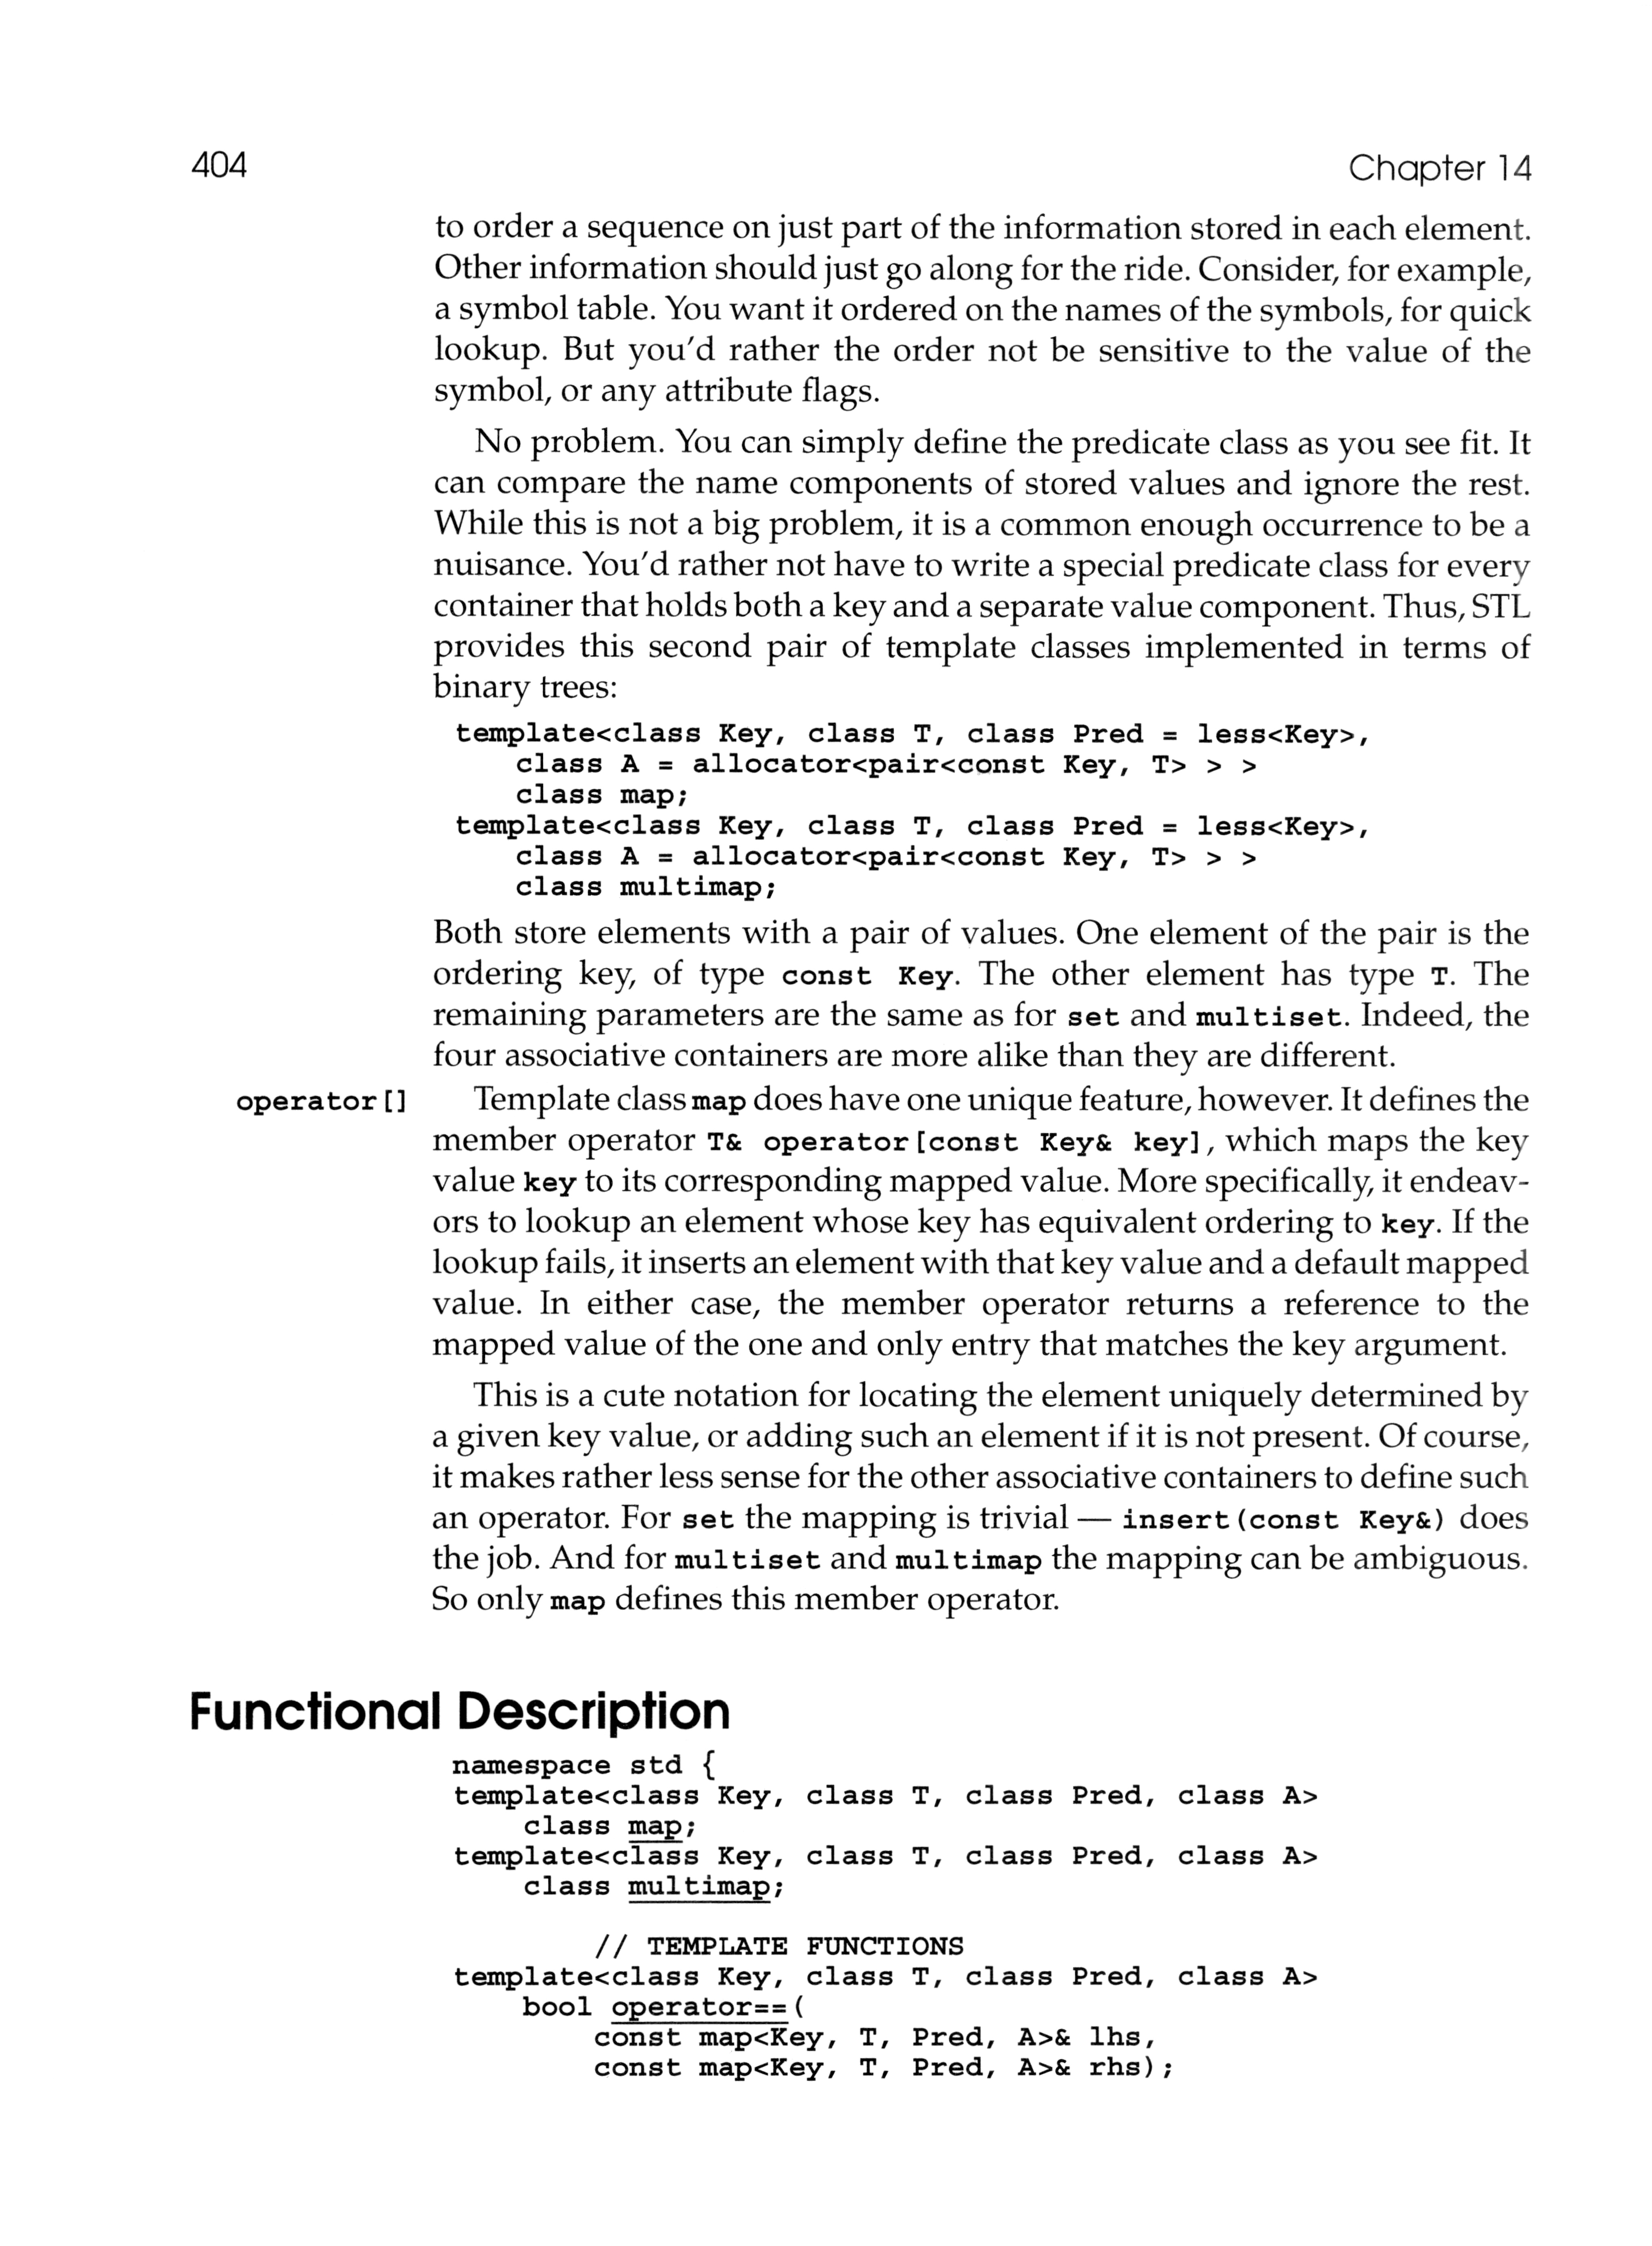 404
Chapter 14
to order a sequence on just part of the information stored in each element.
Other information should just go along for the ride. Consider, for example,
a symbol table. You want it ordered on the names of the symbols, for quick
lookup. But you'd rather the order not be sensitive to the value of the
symbol, or any attribute flags.
No problem. You can simply define the predicate class as you see fit. It
can compare the name components of stored values and ignore the rest.
While this is not a big problem, it is a common enough occurrence to be a
nuisance. You'd rather not have to write a special predicate class for every
container that holds both a key and a separate value component. Thus, STL
provides this second pair of template classes implemented in terms of
binary trees:
template<class Key, class T, class Pred = less<Key>,
class A = allocator<pair<const Key, T> > >
class map;
template<class Key, class T, class Pred = less<Key>,
class A = allocator<pair<const Key, T> > >
class multimap;
Both store elements with a pair of values. One element of the pair is the
ordering key, of type const Key. The other element has type T. The
remaining parameters are the same as for set and multiset. Indeed, the
four associative containers are more alike than they are different.
operator[] Template class map does have one unique feature, however. It defines the
member operator T& operator[const Key& key], which maps the key
value key to its corresponding mapped value. More specifically, it endeav-
ors to lookup an element whose key has equivalent ordering to key. If the
lookup fails, it inserts an element with that key value and a default mapped
value. In either case, the member operator returns a reference to the
mapped value of the one and only entry that matches the key argument.
This is a cute notation for locating the element uniquely determined by
a given key value, or adding such an element if it is not present. Of course,
it makes rather less sense for the other associative containers to define such
an operator. For set the mapping is trivial — insert(const Key&) does
the job. And for multiset and multimap the mapping can be ambiguous.
So only map defines this member operator.
Functional Description
namespace std {
template<class Key, class T, class Pred, class A>
class map;
template<class Key, class T, class Pred, class A>
class multimap;
// TEMPLATE FUNCTIONS
template<class Key, class T, class Pred, class A>
bool operator==(
const map<Key, T, Pred, A>& lhs,
const map<Key, T, Pred, A>& rhs);